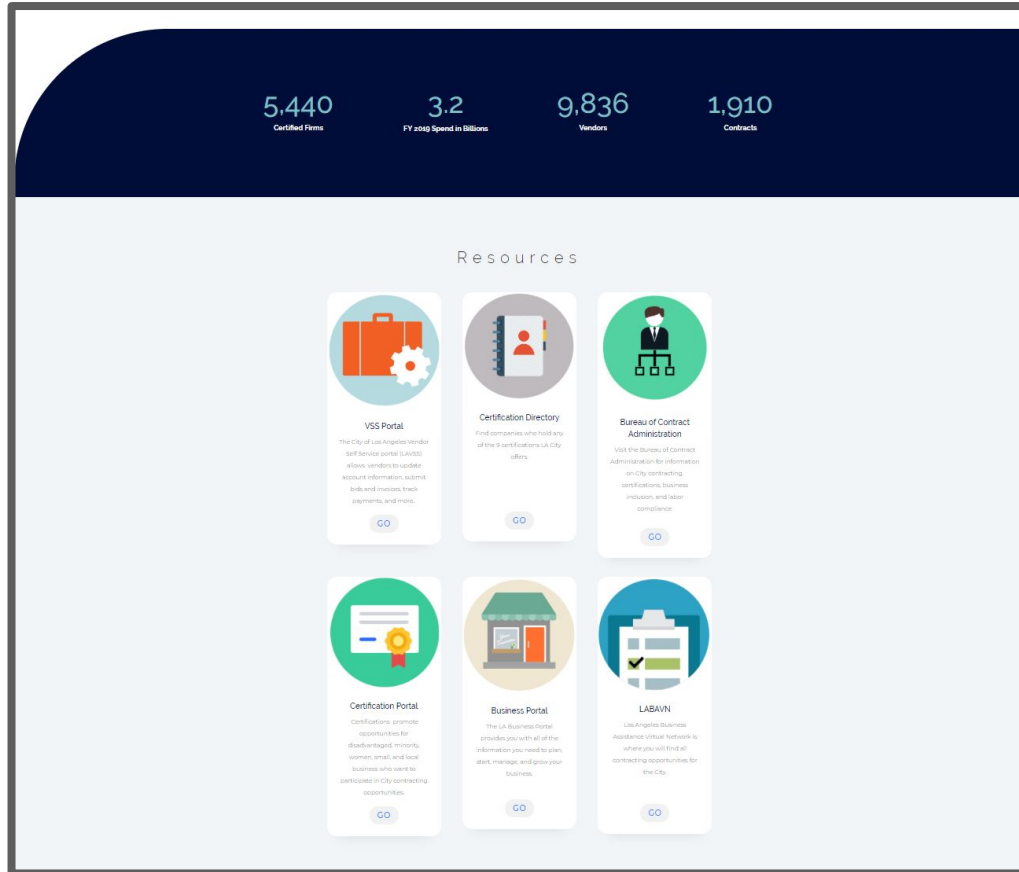 5,440
Certified Firms
3.2
FY 2019 Spend in Billions
9,836
Vendors
1,910
Contracts
Resources
VSS Portal
The City of Los Angeles Vendor
Self Service portal (LAVSS)
allows vendors to update
account information, submit
bids and invoices, track
payments, and more.
GO
Certification Directory
Find companies who hold any
of the 9 certifications LA City
offers.
GO
Bureau of Contract
Administration
Visit the Bureau of Contract
Administration for information
on City contracting,
certifications, business
inclusion, and labor
compliance.
GO
Certification Portal
Certifications promote
opportunities for
disadvantaged, minority,
women, small, and local
business who want to
participate in City contracting
opportunities.
GO
Business Portal
The LA Business Portal
provides you with all of the
information you need to plan,
start, manage, and grow your
business.
GO
LABAVN
Los Angeles Business
Assistance Virtual Network is
where you will find all
contracting opportunities for
the City.
GO